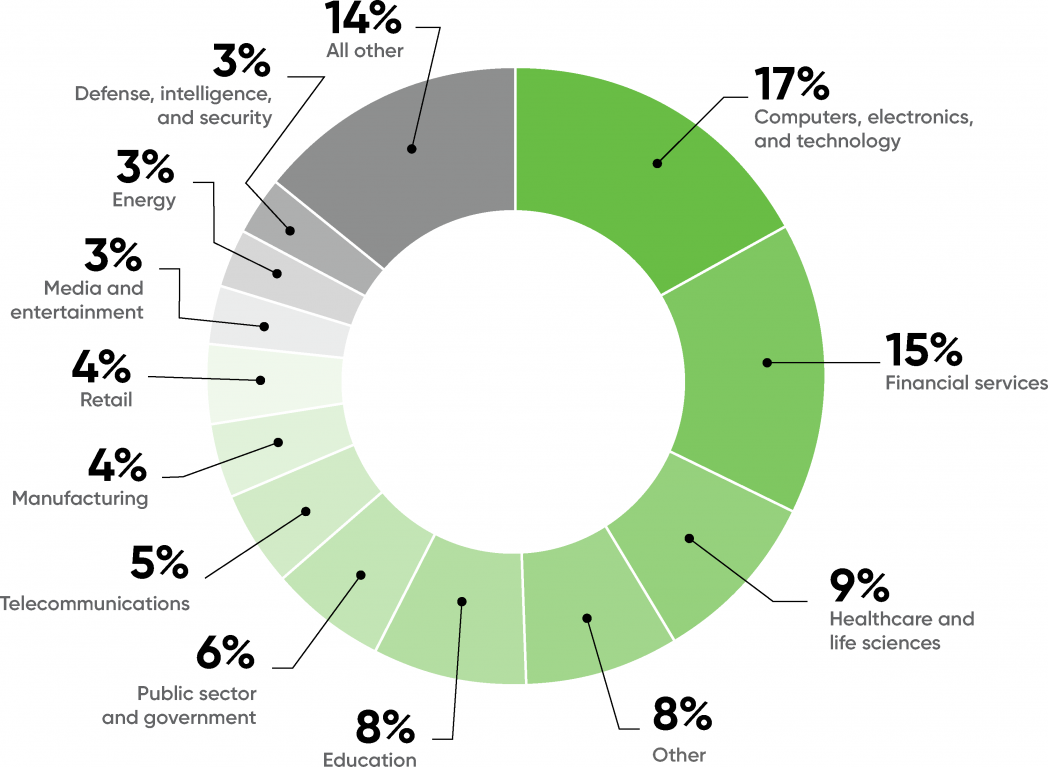 14%
All other
17%
Computers, electronics,
and technology
15%
Financial services
9%
Healthcare and
life sciences
8%
Other
8%
Education
6%
Public sector
and government
5%
Telecommunications
4%
Manufacturing
4%
Retail
3%
Media and
entertainment
3%
Energy
3%
Defense, intelligence,
and security